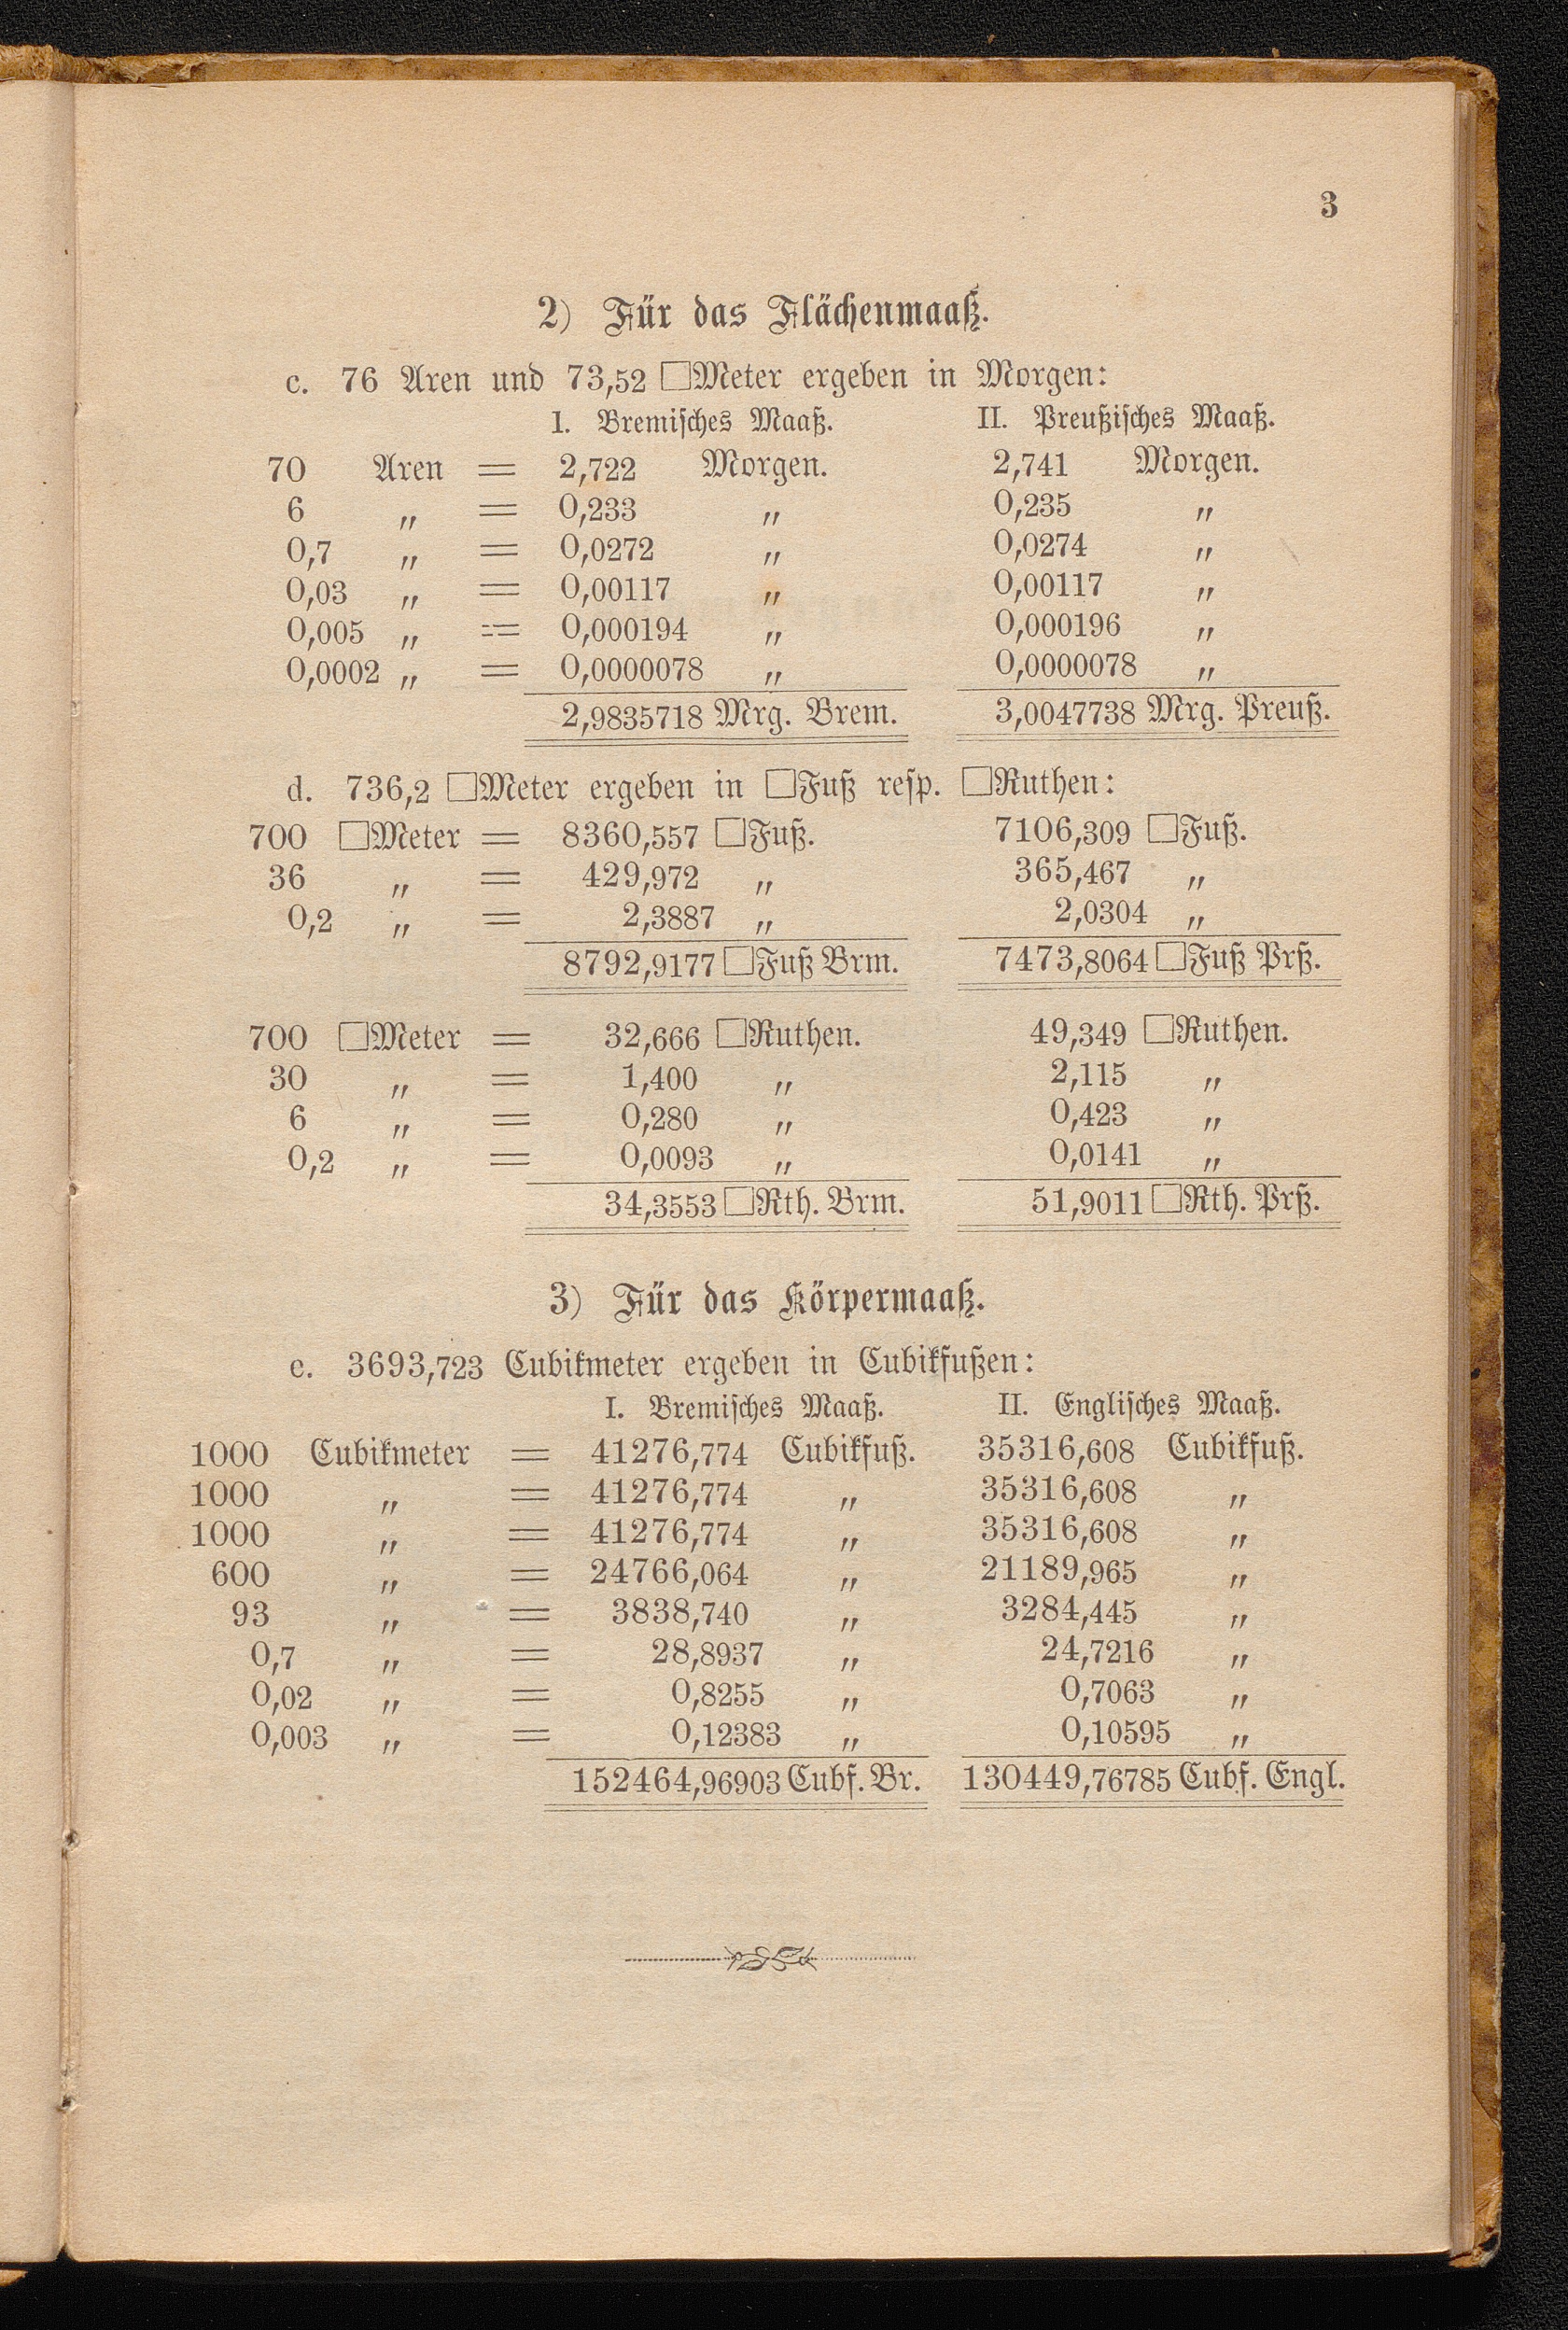 3
2) Für das Flächenmaaß.
c. 76 Aren und 73,52 □Meter ergeben in Morgen:
I. Bremisches Maaß. II. Preußisches Maaß.
70 Aren = 2,722 Morgen. 2,741 Morgen.
6 „ = 0,233 „ 0,235 „
0,7 „ = 0,0272 „ 0,0274 „
0,03 „ = 0,00117 „ 0,00117 „
0,005 „ = 0,000194 „ 0,000196 „
0,0002 „ = 0,0000078 „ 0,0000078 „
2,9835718 Mrg. Brem. 3,0047738 Mrg. Preuß.
d. 736,2 □Meter ergeben in □Fuß resp. □Ruthen:
700 □Meter = 8360,557 □Fuß. 7106,309 □Fuß.
36 „ = 429,972 „ 365,467 „
0,2 „ = 2,3887 „ 2,0304 „
8792,9177 □Fuß Brm. 7473,8064 □Fuß Prß.
700 □Meter = 32,666 □Ruthen. 49,349 □Ruthen.
30 „ = 1,400 „ 2,115 „
6 „ = 0,280 „ 0,423 „
0,2 „ = 0,0093 „ 0,0141 „
34,3553 □Rth. Brm. 51,9011 □Rth. Prß.
3) Für das Körpermaaß.
e. 3693,723 Cubikmeter ergeben in Cubikfußen:
I. Bremisches Maaß. II. Englisches Maaß.
1000 Cubikmeter = 41276,774 Cubikfuß. 35316,608 Cubikfuß.
1000 „ = 41276,774 „ 35316,608 „
1000 „ = 41276,774 „ 35316,608 „
600 „ = 24766,064 „ 21189,965 „
93 „ = 3838,740 „ 3284,445 „
0,7 „ = 28,8937 „ 24,7216 „
0,02 „ = 0,8255 „ 0,7063 „
0,003 „ = 0,12383 „ 0,10595 „
152464,96903 Cubf. Br. 130449,76785 Cubf. Engl.